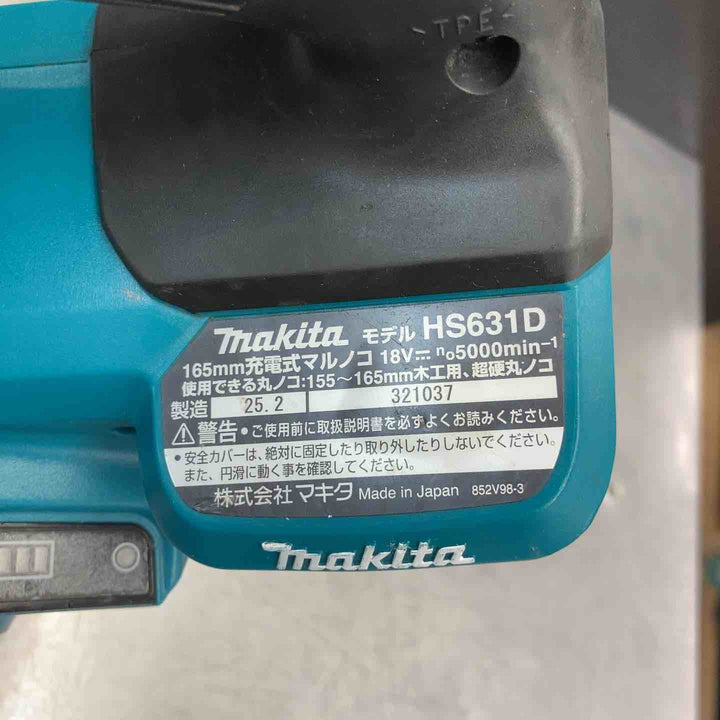 >TPE<
makita モデル HS631D
165mm充電式マルノコ 18V⎓ n₀5000min⁻¹
使用できる丸ノコ:155～165mm木工用、超硬丸ノコ
製造 25.2 321037
⚠警告 • ご使用前に取扱説明書を必ずよくお読みください。
• 安全カバーは、絶対に固定したり取り外したりしないでください。
また、円滑に動く事を確認してください。
株式会社マキタ Made in Japan 852V98-3
makita